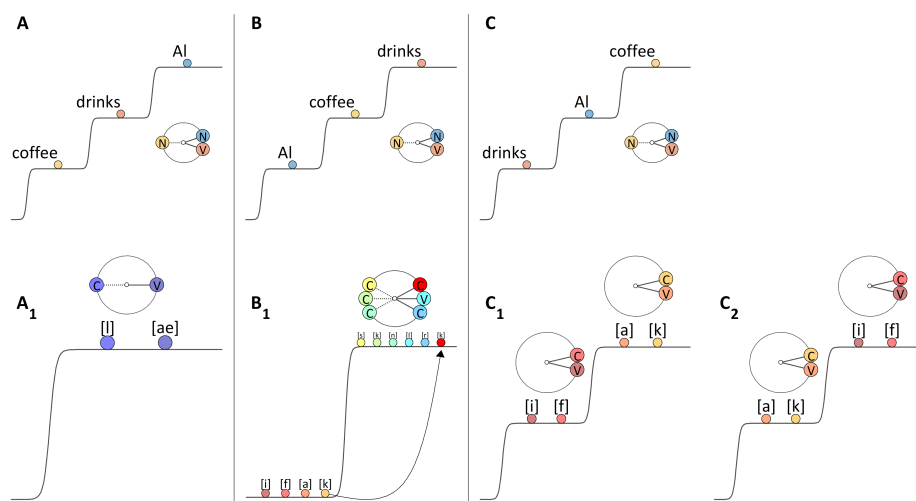 A
Al
drinks
coffee
N N V
B
drinks
coffee
Al
N N V
C
coffee
Al
drinks
N N V
A1
C V
[l] [ae]
B1
C C C C V C
[s] [k] [n] [i] [r] [k]
[i] [f] [a] [k]
C1
C V
[a] [k]
C V
[i] [f]
C2
C V
[i] [f]
C V
[a] [k]